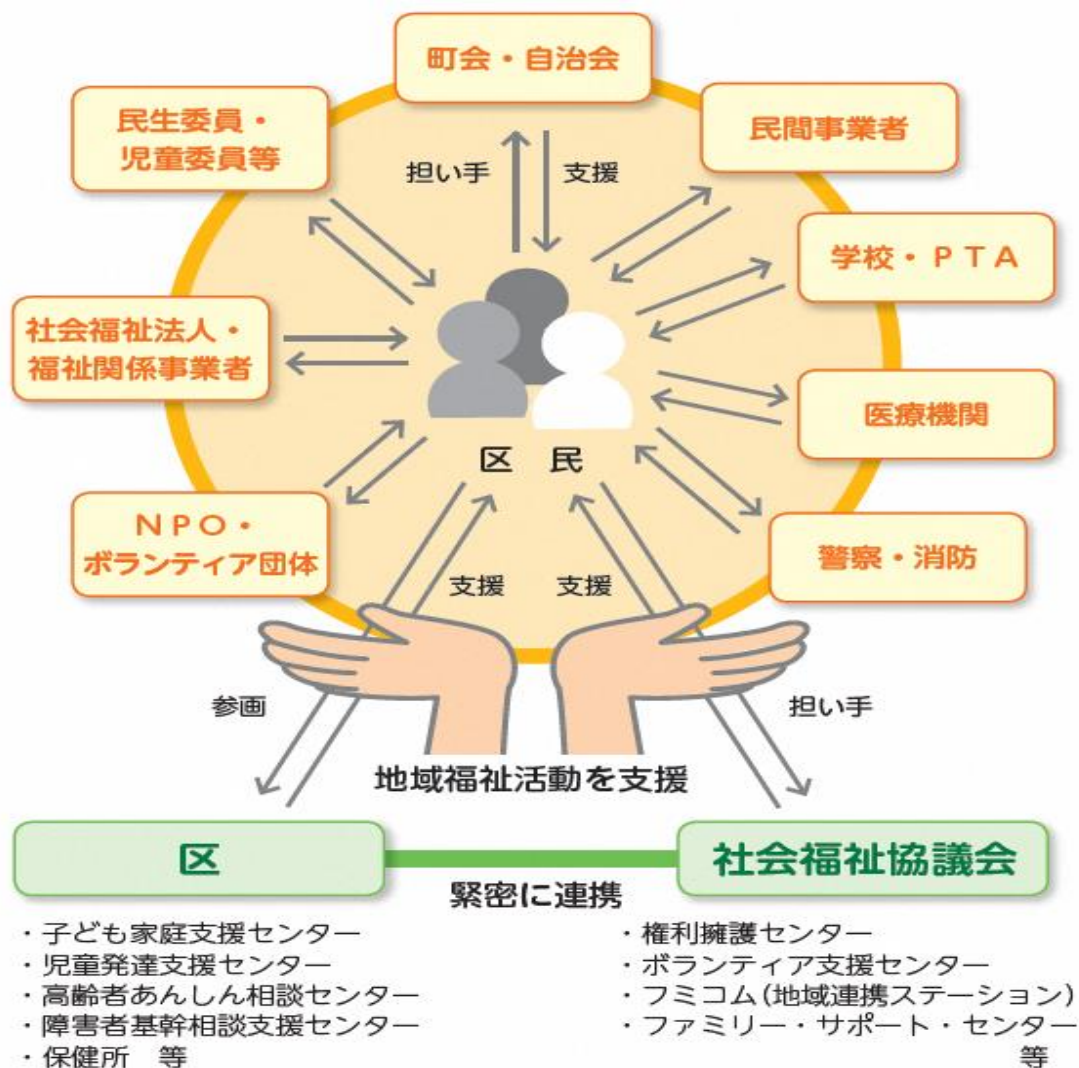 町会・自治会
民生委員・
児童委員等
民間事業者
担い手
支援
学校・PTA
社会福祉法人・
福祉関係事業者
医療機関
区民
NPO・
ボランティア団体
警察・消防
支援
支援
参画
担い手
地域福祉活動を支援
区
社会福祉協議会
緊密に連携
・子ども家庭支援センター
・児童発達支援センター
・高齢者あんしん相談センター
・障害者基幹相談支援センター
・保健所 等
・権利擁護センター
・ボランティア支援センター
・フミコム(地域連携ステーション)
・ファミリー・サポート・センター
等